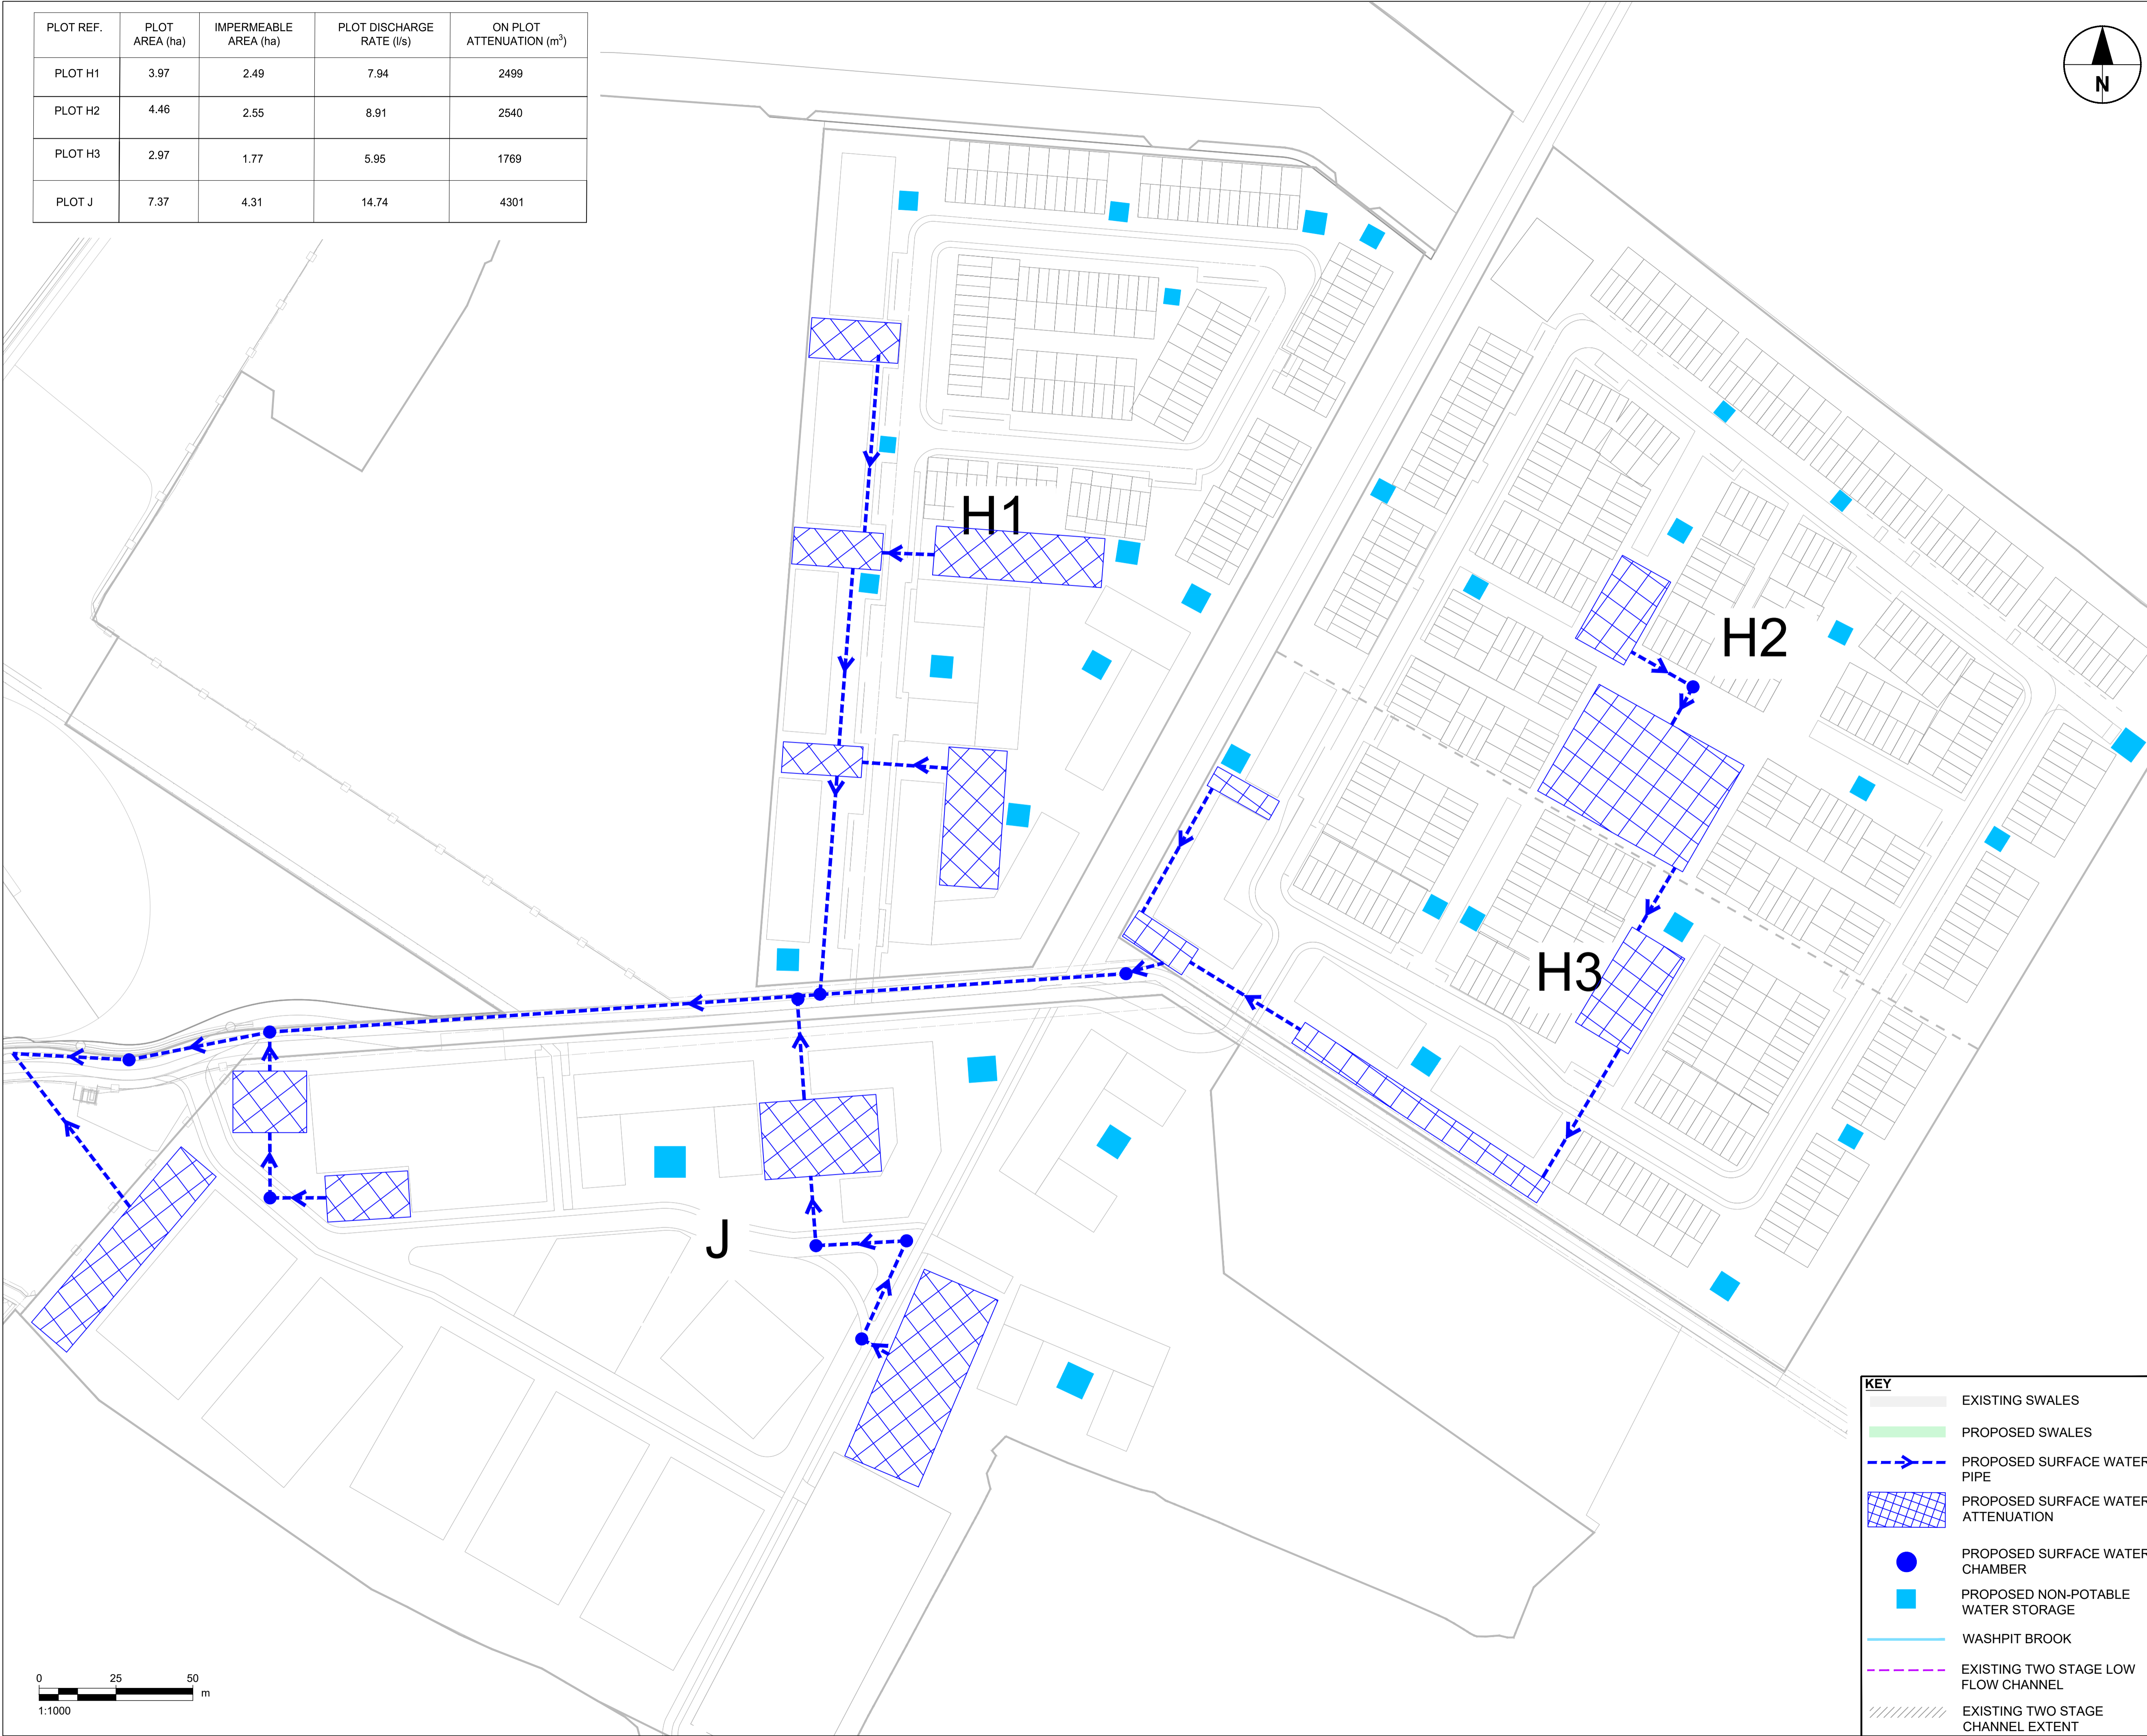 PLOT REF. PLOT AREA (ha) IMPERMEABLE AREA (ha) PLOT DISCHARGE RATE (l/s) ON PLOT ATTENUATION (m³)
PLOT H1 3.97 2.49 7.94 2499
PLOT H2 4.46 2.55 8.91 2540
PLOT H3 2.97 1.77 5.95 1769
PLOT J 7.37 4.31 14.74 4301
N
H1
H2
H3
J
KEY
EXISTING SWALES
PROPOSED SWALES
PROPOSED SURFACE WATER
PIPE
PROPOSED SURFACE WATER
ATTENUATION
PROPOSED SURFACE WATER
CHAMBER
PROPOSED NON-POTABLE
WATER STORAGE
WASHPIT BROOK
EXISTING TWO STAGE LOW
FLOW CHANNEL
EXISTING TWO STAGE
CHANNEL EXTENT
0 25 50
m
1:1000